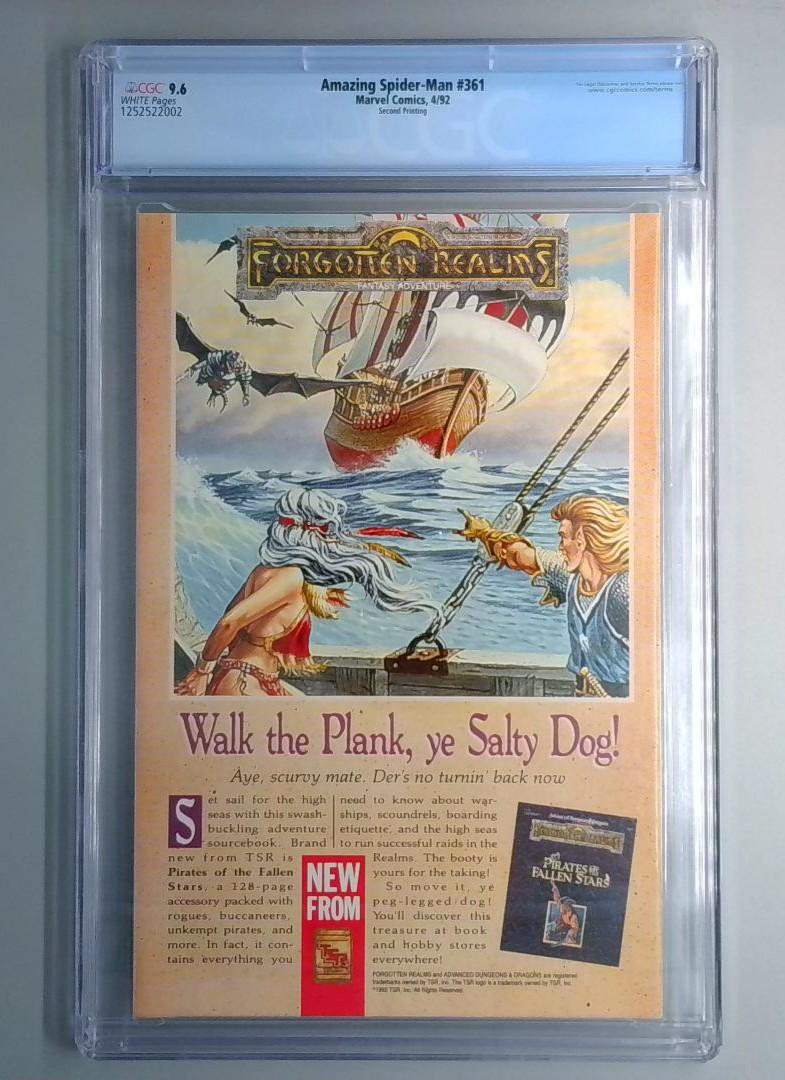 CGC 9.6
WHITE Pages
1252522002
Amazing Spider-Man #361
Marvel Comics, 4/92
Second Printing
www.cgccomics.com/terms
CGC
FORGOTTEN REALMS
FANTASY ADVENTURE
Walk the Plank, ye Salty Dog!
Aye, scurvy mate. Der's no turnin' back now
Set sail for the high
seas with this swash-
buckling adventure
sourcebook. Brand
new from TSR is
Pirates of the Fallen
Stars, a 128-page
accessory packed with
rogues, buccaneers,
unkempt pirates, and
more. In fact, it con-
tains everything you
need to know about war-
ships, scoundrels, boarding
etiquette, and the high seas
to run successful raids in the
Realms. The booty is
yours for the taking!
So move it, ye
peg-legged dog!
You'll discover this
treasure at book
and hobby stores
everywhere!
NEW
FROM
TSR
FORGOTTEN REALMS
PIRATES OF THE
FALLEN STARS
FORGOTTEN REALMS and ADVANCED DUNGEONS & DRAGONS are registered
trademarks owned by TSR, Inc. The TSR logo is a trademark owned by TSR, Inc.
©1992 TSR, Inc. All Rights Reserved.